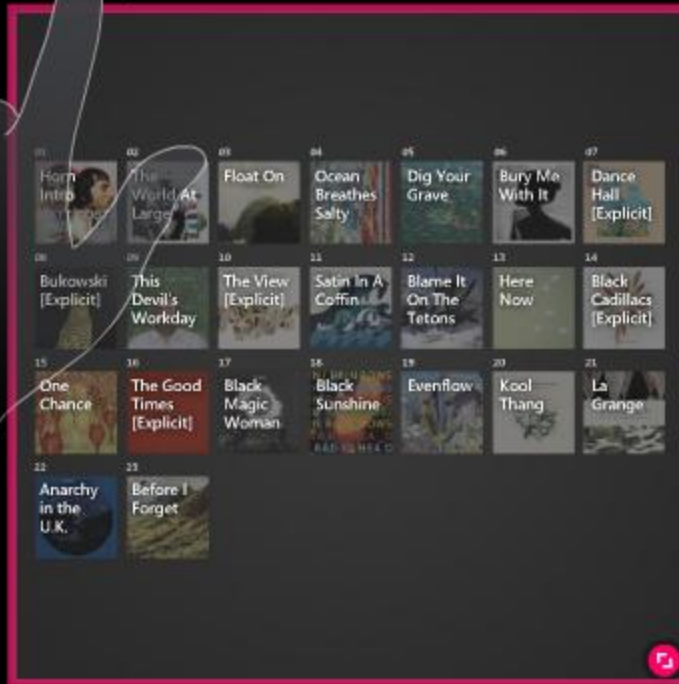 01 02 03 04 05 06 07
Horn
Intro
The
World At
Large
Float On
Ocean
Breathes
Salty
Dig Your
Grave
Bury Me
With It
Dance
Hall
[Explicit]
08 09 10 11 12 13 14
Bukowski
[Explicit]
This
Devil's
Workday
The View
[Explicit]
Satin In A
Coffin
Blame It
On The
Tetons
Here
Now
Black
Cadillacs
[Explicit]
15 16 17 18 19 20 21
One
Chance
The Good
Times
[Explicit]
Black
Magic
Woman
Black
Sunshine
RADIOHEAD
Evenflow
Kool
Thang
La
Grange
22 23
Anarchy
in the
U.K.
Before I
Forget